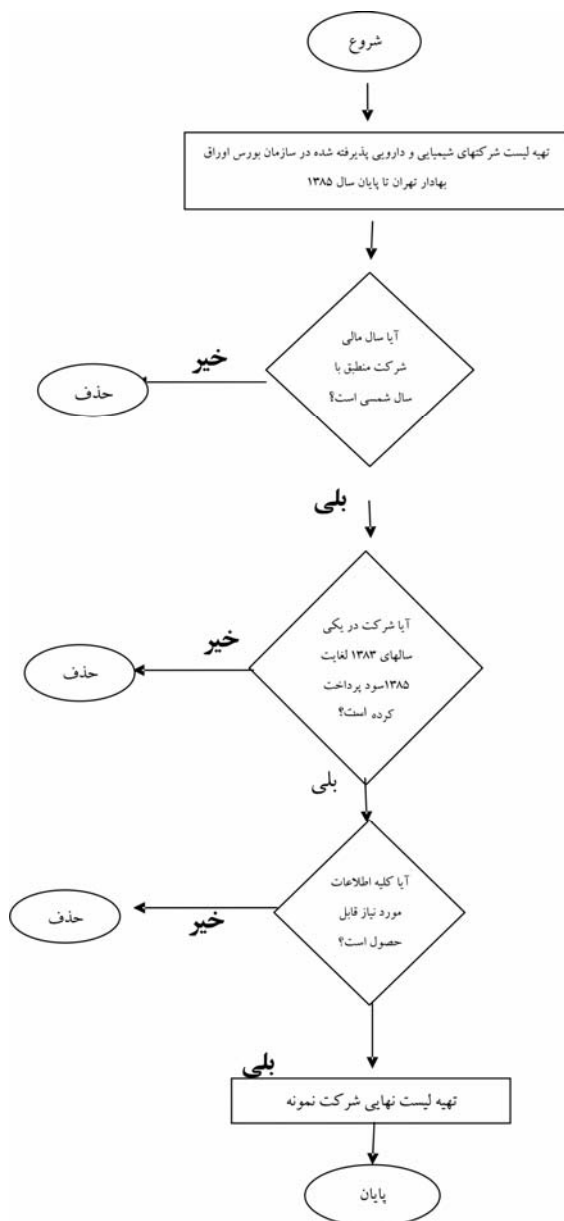 شروع
تهیه لیست شرکتهای شیمیایی و دارویی پذیرفته شده در سازمان بورس اوراق
بهادار تهران تا پایان سال ۱۳۸۵
آیا سال مالی
شرکت منطبق با
سال شمسی است؟
خیر
حذف
بلی
آیا شرکت در یکی
سالهای ۱۳۸۳ لغایت
۱۳۸۵سود پرداخت
کرده است؟
خیر
حذف
بلی
آیا کلیه اطلاعات
مورد نیاز قابل
حصول است؟
خیر
حذف
بلی
تهیه لیست نهایی شرکت نمونه
پایان